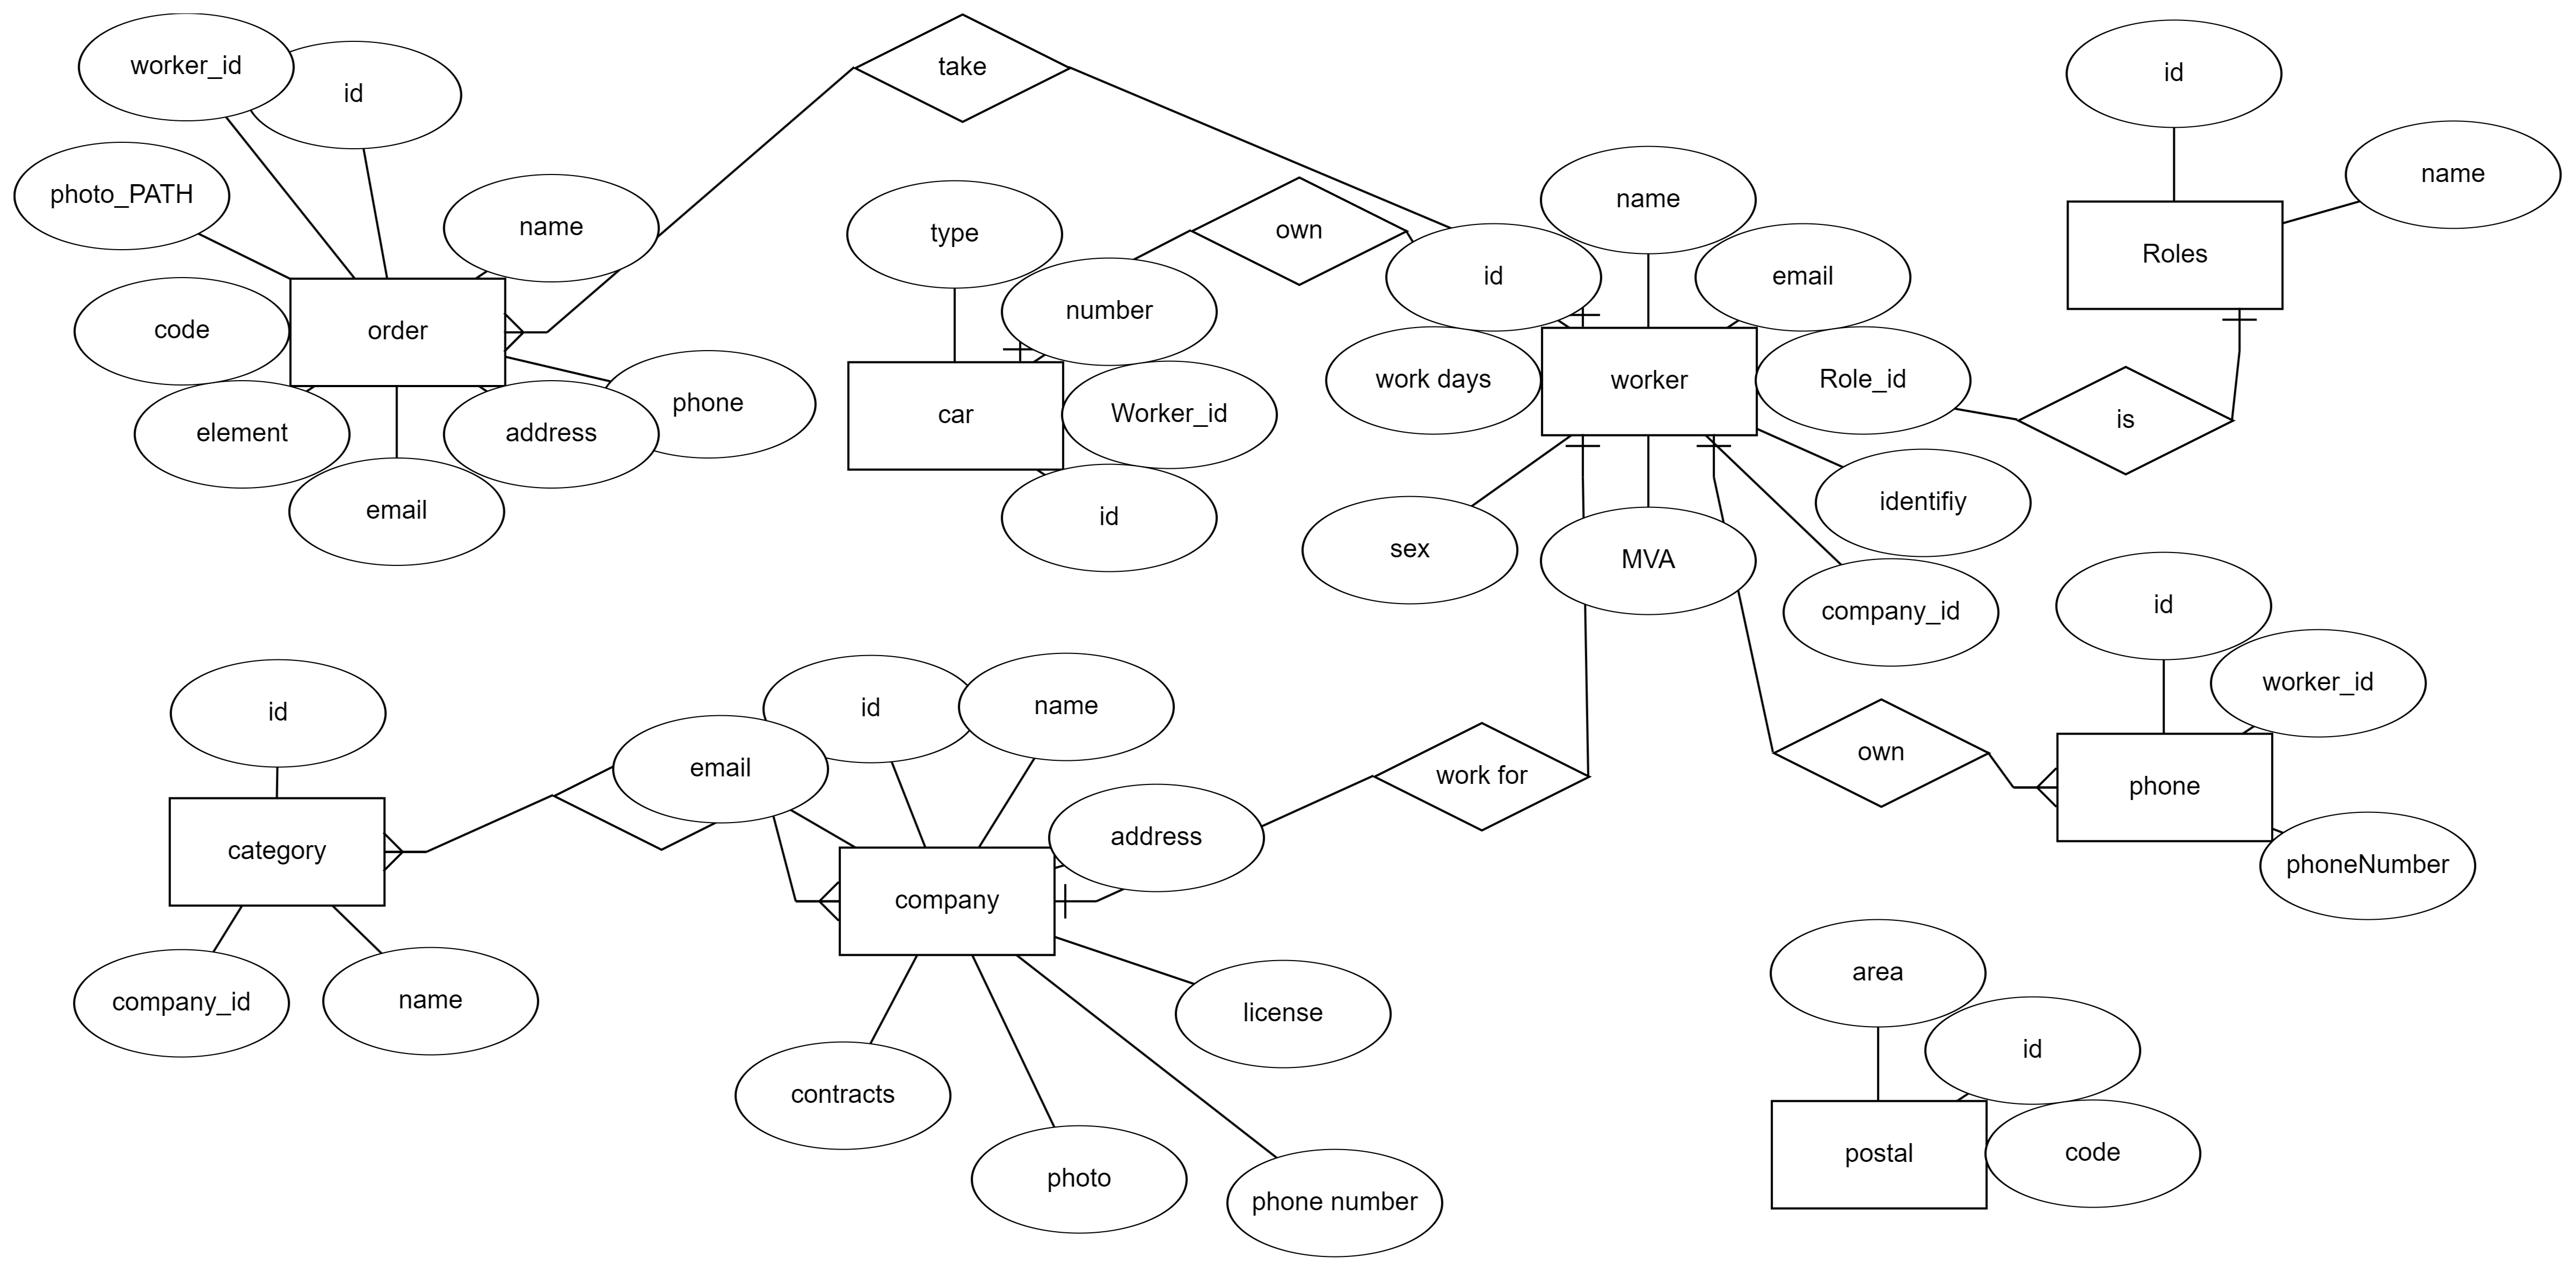 worker_id
id
photo_PATH
name
code
order
element
address
phone
email
take
type
own
number
car
Worker_id
id
name
id
email
work days
worker
Role_id
sex
MVA
identifiy
company_id
id
name
Roles
is
id
worker_id
own
phone
phoneNumber
id
category
company_id
name
email
id
name
address
work for
company
license
contracts
photo
phone number
area
id
postal
code